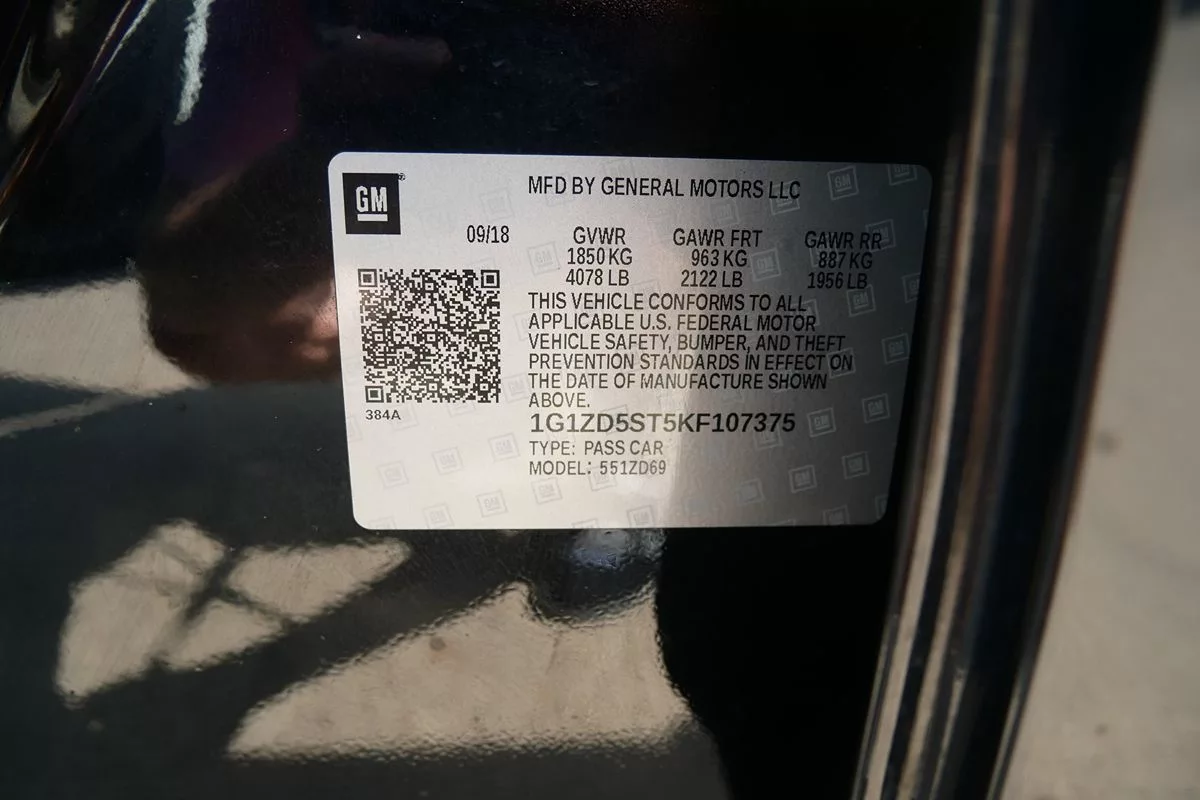 GM
MFD BY GENERAL MOTORS LLC
09/18 GVWR GAWR FRT GAWR RR
1850 KG 963 KG 887 KG
4078 LB 2122 LB 1956 LB
THIS VEHICLE CONFORMS TO ALL
APPLICABLE U.S. FEDERAL MOTOR
VEHICLE SAFETY, BUMPER, AND THEFT
PREVENTION STANDARDS IN EFFECT ON
THE DATE OF MANUFACTURE SHOWN
ABOVE.
384A
1G1ZD5ST5KF107375
TYPE: PASS CAR
MODEL: 551ZD69